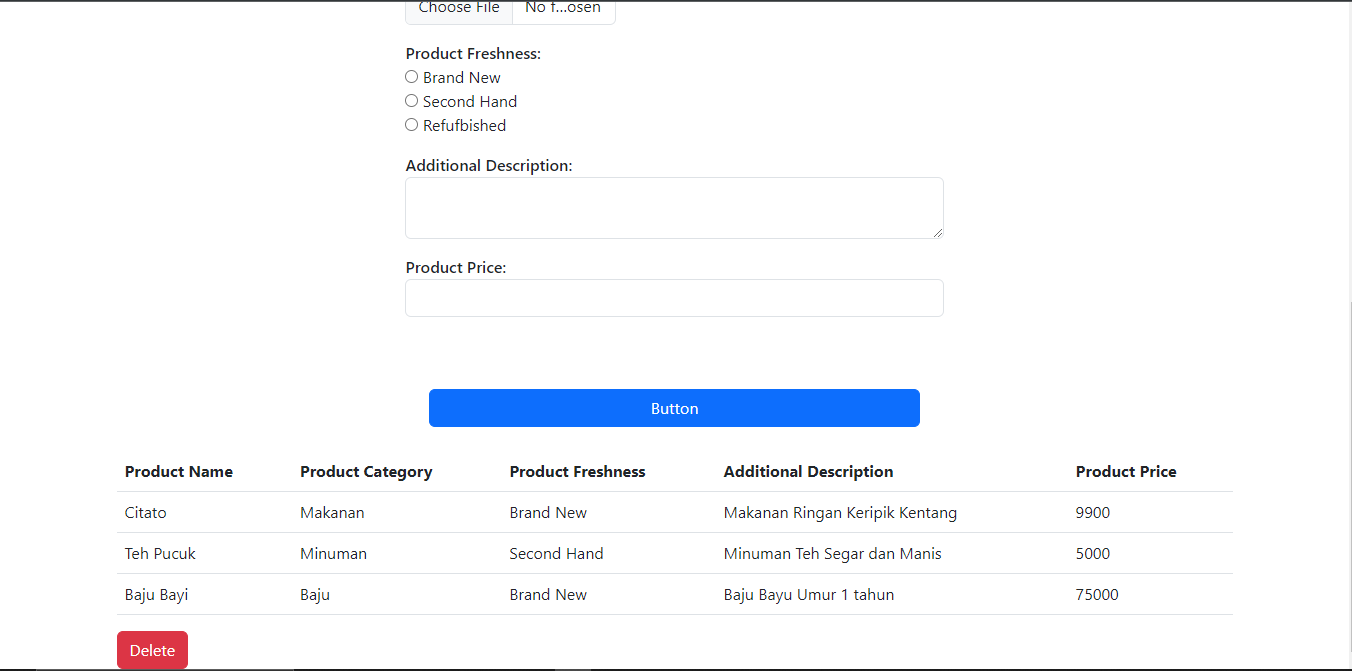 Choose File No f...osen
Product Freshness:
Brand New
Second Hand
Refufbished
Additional Description:
Product Price:
Button
Product Name Product Category Product Freshness Additional Description Product Price
Citato Makanan Brand New Makanan Ringan Keripik Kentang 9900
Teh Pucuk Minuman Second Hand Minuman Teh Segar dan Manis 5000
Baju Bayi Baju Brand New Baju Bayu Umur 1 tahun 75000
Delete